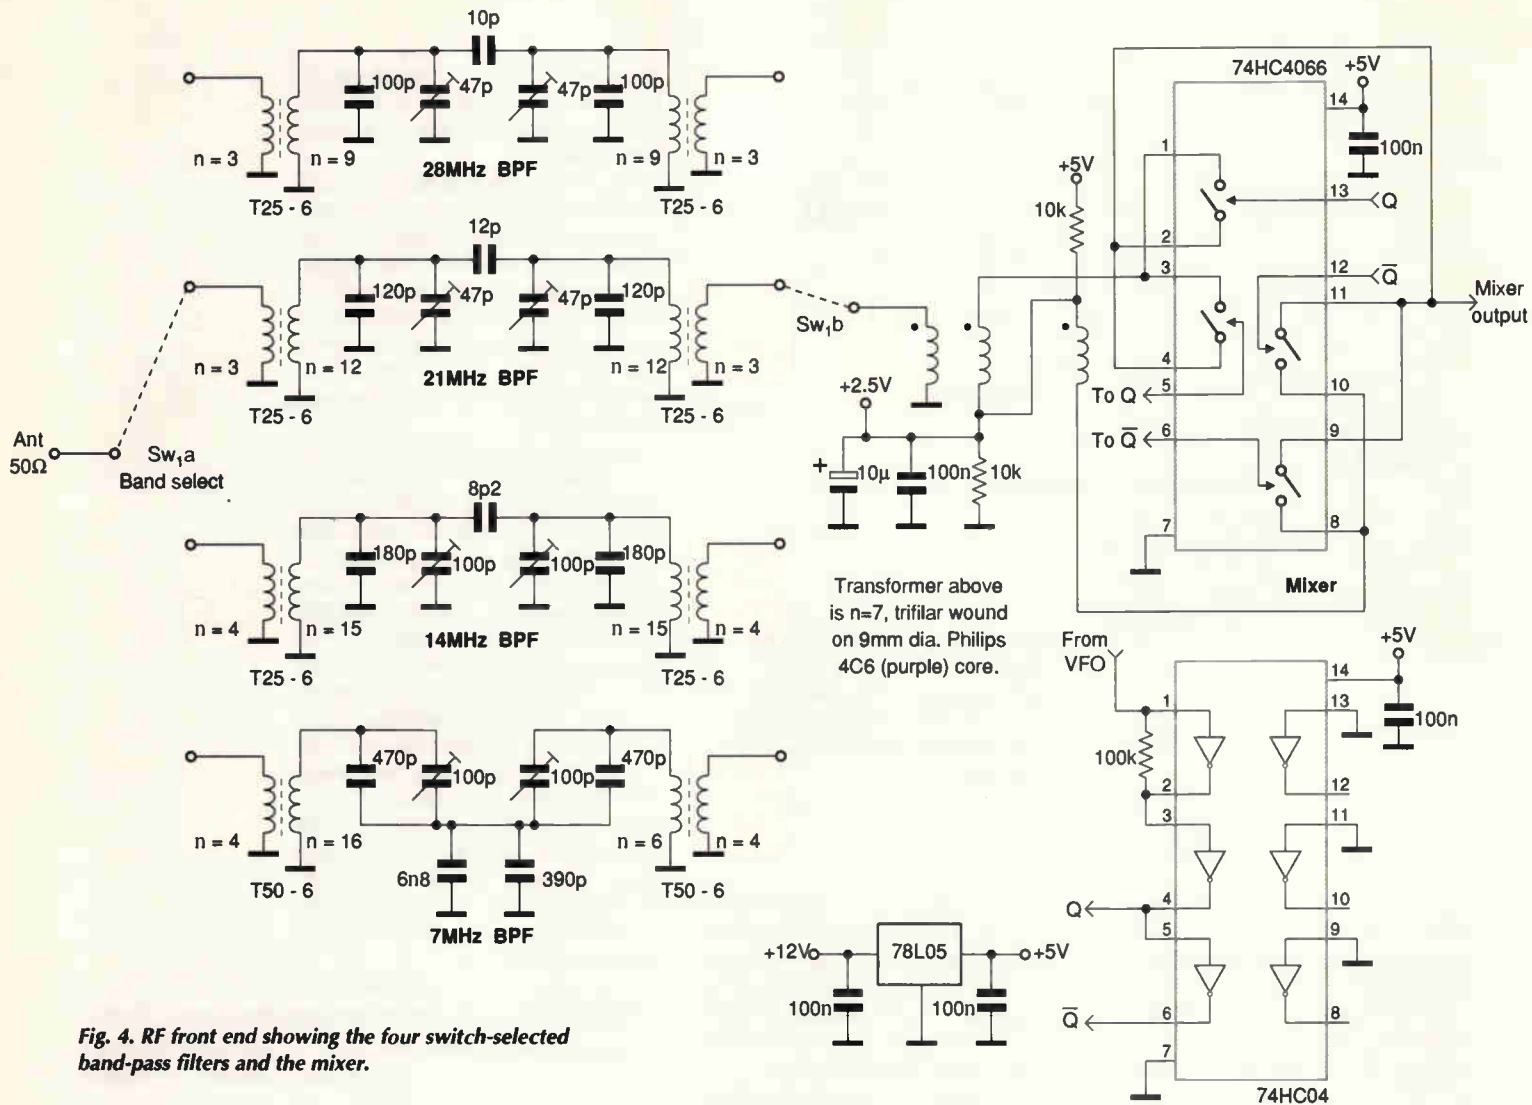 10p
100p
47p
47p
100p
n = 3
n = 9
28MHz BPF
n = 9
n = 3
T25 - 6
T25 - 6
12p
120p
47p
47p
120p
n = 3
n = 12
21MHz BPF
n = 12
n = 3
T25 - 6
T25 - 6
Ant
50Ω
Sw₁a
Band select
8p2
180p
100p
100p
180p
n = 4
n = 15
14MHz BPF
n = 15
n = 4
T25 - 6
T25 - 6
470p
100p
100p
470p
n = 4
n = 16
n = 6
n = 4
T50 - 6
6n8
390p
T50 - 6
7MHz BPF
Sw₁b
+2.5V
+
10µ
100n
10k
+5V
10k
74HC4066
+5V
14
100n
1
13
Q
2
3
12
Q̅
11
Mixer
output
4
5
To Q
10
6
To Q̅
9
7
8
Mixer
Transformer above
is n=7, trifilar wound
on 9mm dia. Philips
4C6 (purple) core.
From
VFO
+5V
14
100n
1
13
100k
2
12
3
11
4
Q
10
5
9
6
Q̅
8
7
74HC04
+12V
78L05
+5V
100n
100n
Fig. 4. RF front end showing the four switch-selected
band-pass filters and the mixer.